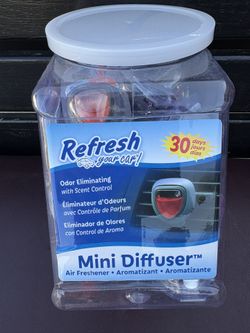 Refresh
your car!
30 days
jours
días
Odor Eliminating
with Scent Control
Éliminateur d'Odeurs
avec Contrôle de Parfum
Eliminador de Olores
con Control de Aroma
Mini Diffuser™
Air Freshener • Aromatizant • Aromatizante